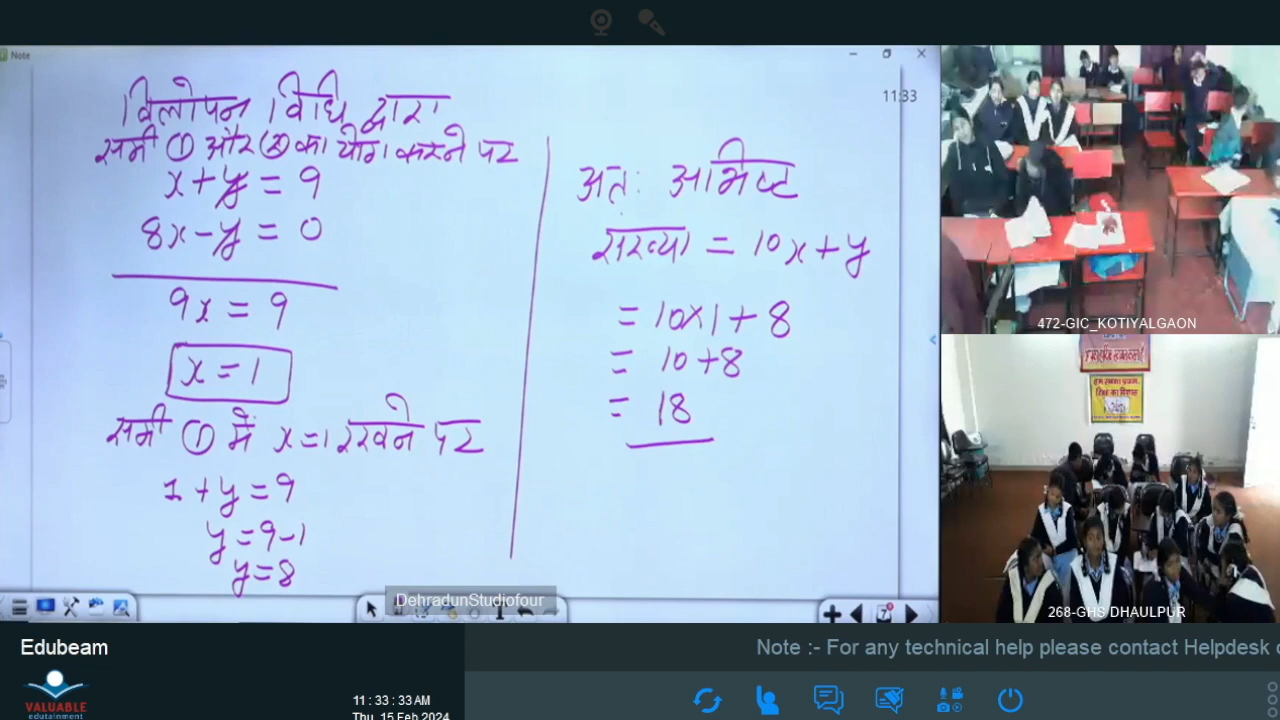 Note
11:33
विलोपन विधि द्वारा
समी ① और ② का योग करने पर
x + y = 9
8x - y = 0
9x = 9
x = 1
समी ① में x = 1 रखने पर
1 + y = 9
y = 9 - 1
y = 8
अतः अभिष्ट
संख्या = 10x + y
= 10×1 + 8
= 10 + 8
= 18
472-GIC_KOTIYALGAON
268-GHS DHAULPUR
DehradunStudiofour
Edubeam
VALUABLE
edutainment
11 : 33 : 33 AM
Thu, 15 Feb 2024
Note :- For any technical help please contact Helpdesk